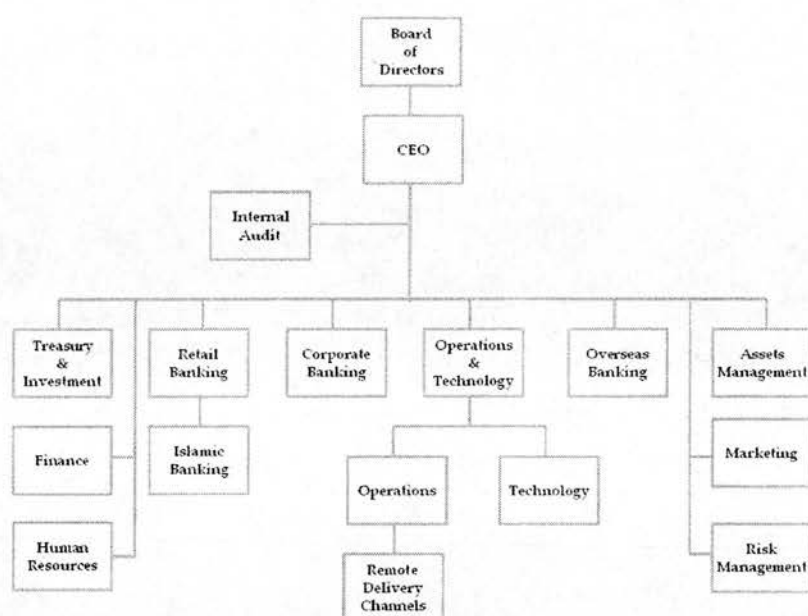 Board
of
Directors
CEO
Internal
Audit
Treasury
&
Investment
Retail
Banking
Corporate
Banking
Operations
&
Technology
Overseas
Banking
Assets
Management
Finance
Islamic
Banking
Marketing
Operations
Technology
Human
Resources
Risk
Management
Remote
Delivery
Channels